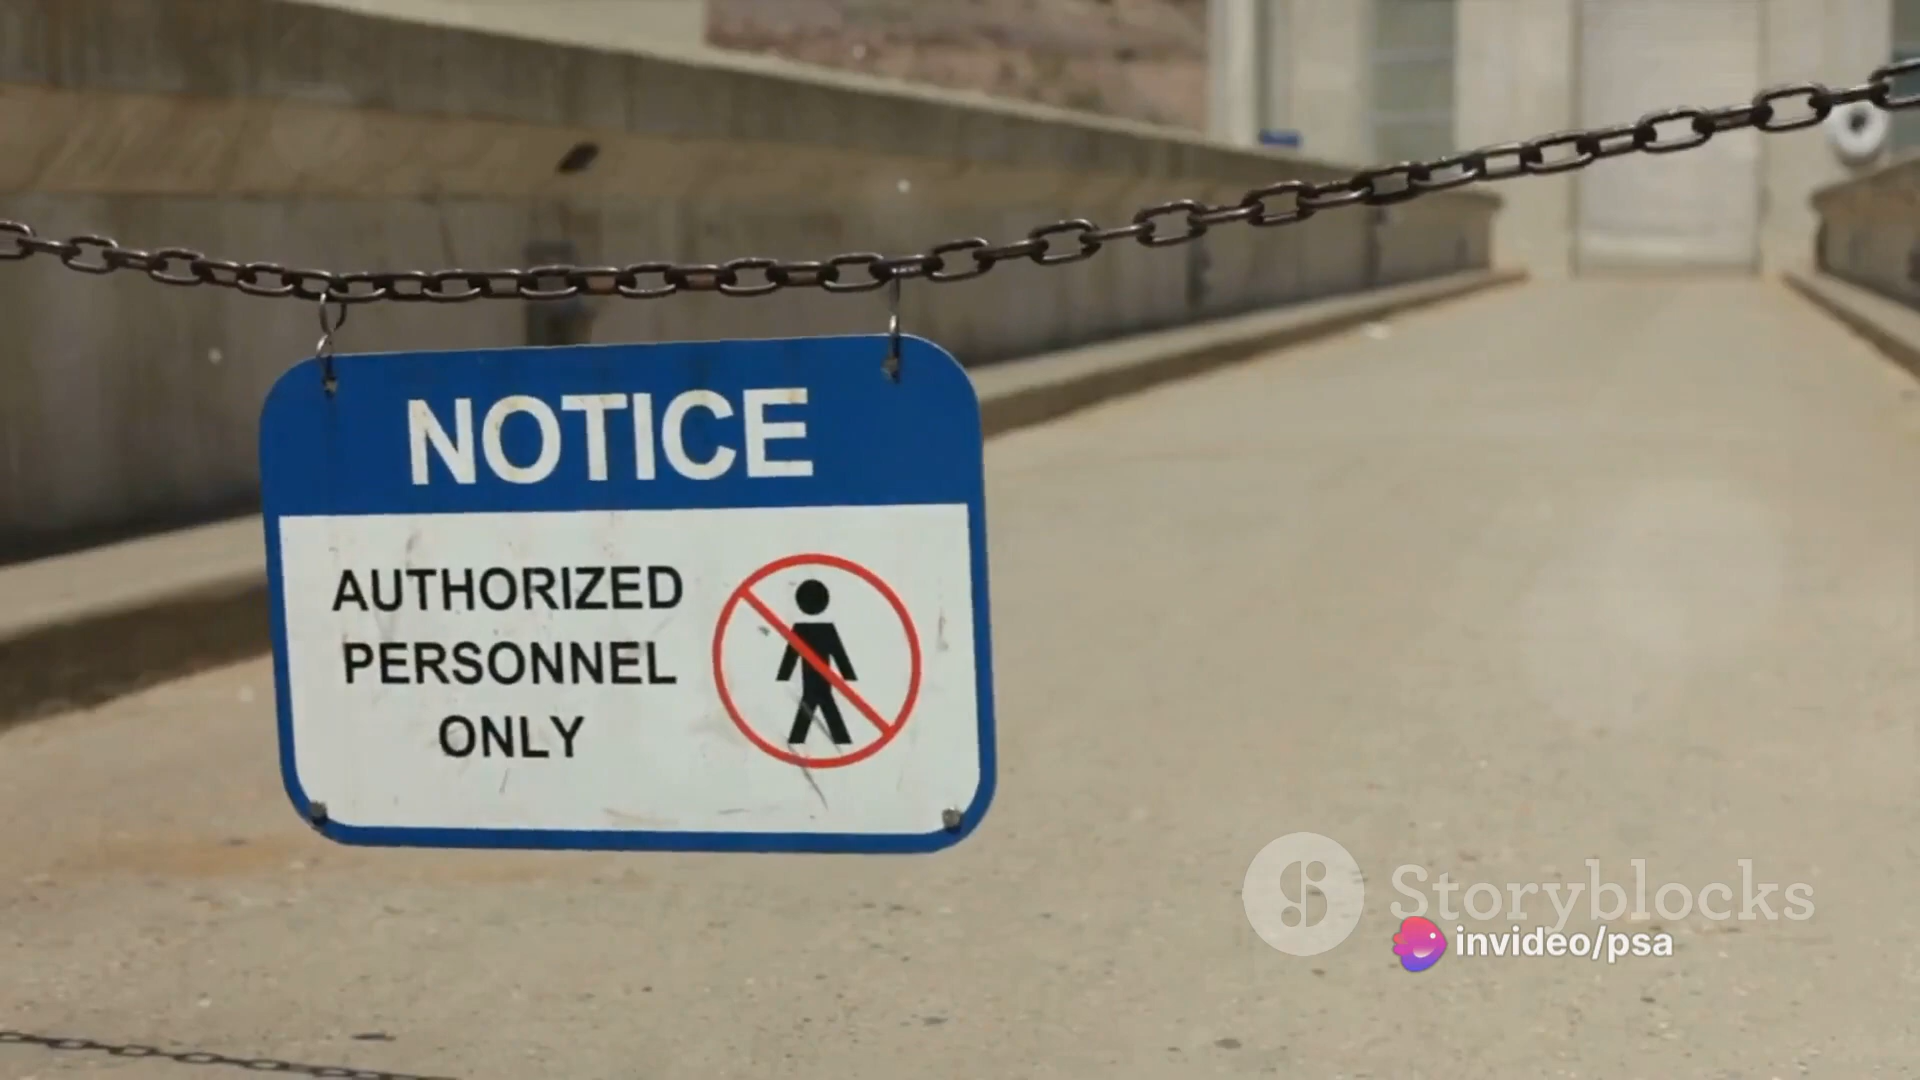 NOTICE
AUTHORIZED
PERSONNEL
ONLY
Storyblocks
invideo/psa